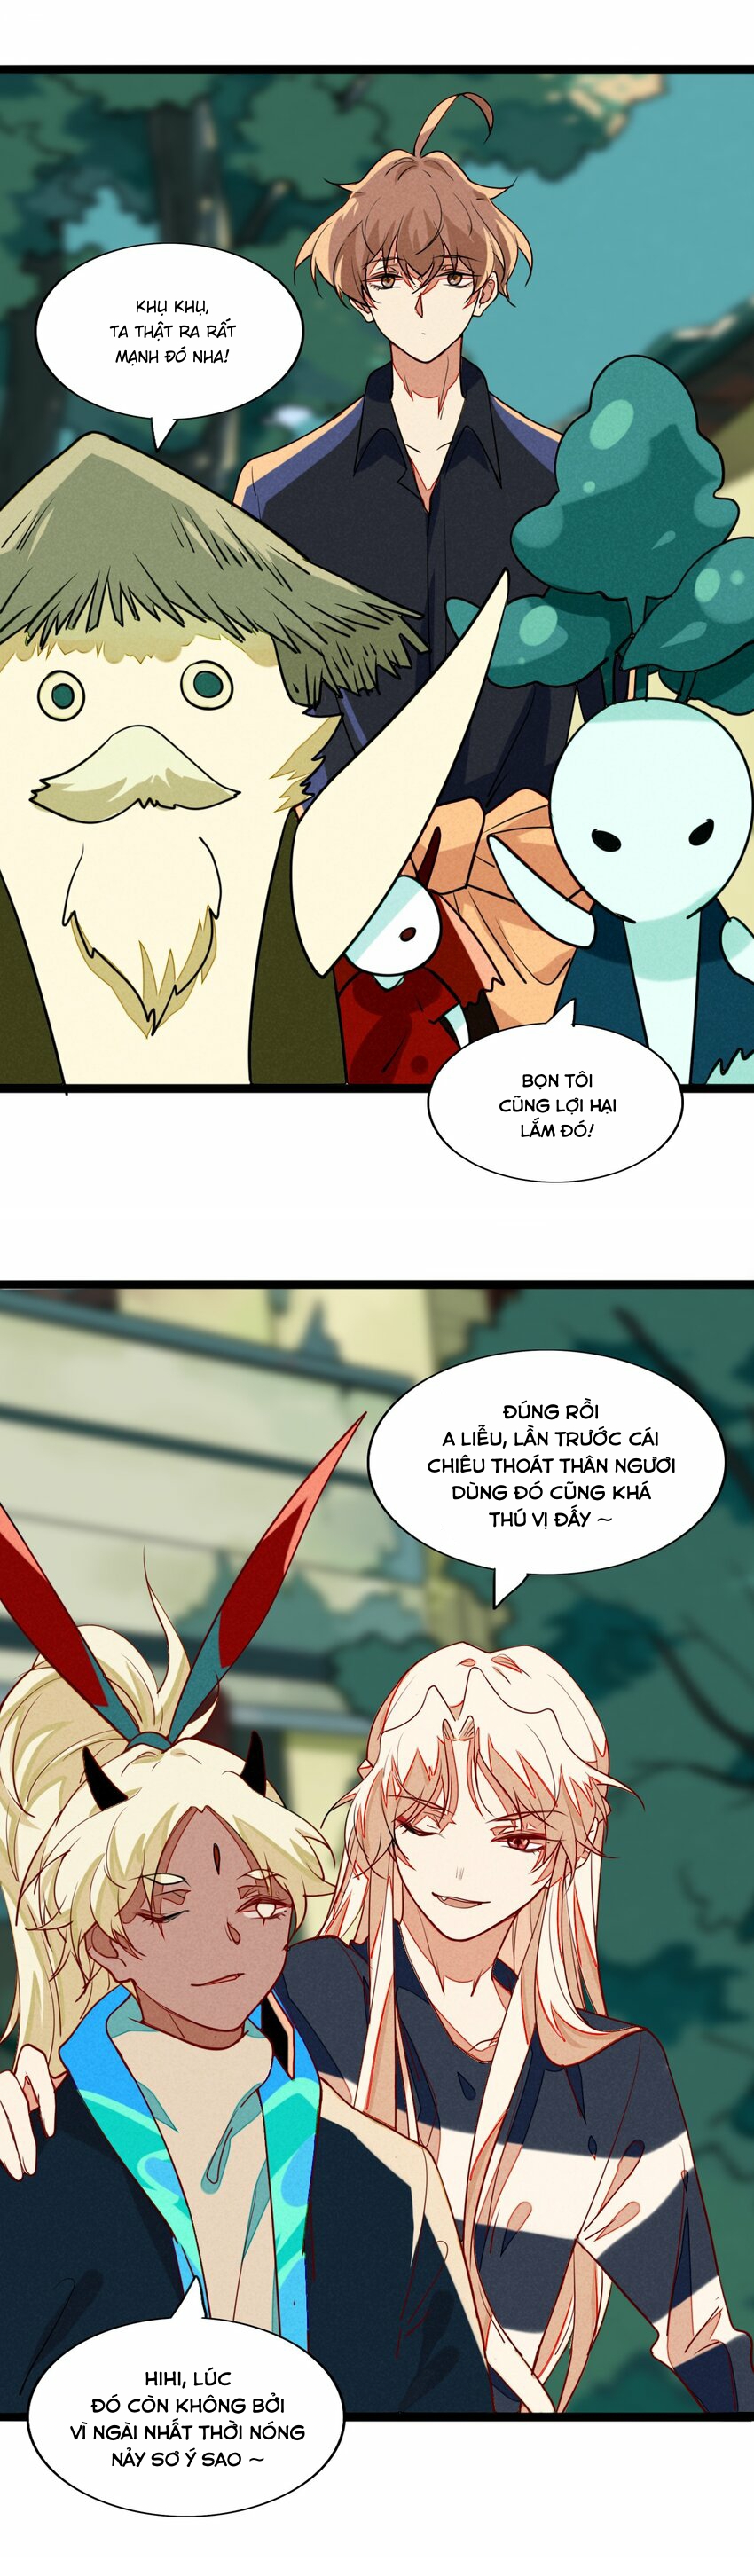 KHỤ KHỤ,
TA THẬT RA RẤT
MẠNH ĐÓ NHA!
BỌN TÔI
CŨNG LỢI HẠI
LẮM ĐÓ!
ĐÚNG RỒI
A LIỄU, LẦN TRƯỚC CÁI
CHIÊU THOÁT THÂN NGƯƠI
DÙNG ĐÓ CŨNG KHÁ
THÚ VỊ ĐẤY ~
HIHI, LÚC
ĐÓ CÒN KHÔNG BỞI
VÌ NGÀI NHẤT THỜI NÓNG
NẢY SƠ Ý SAO ~